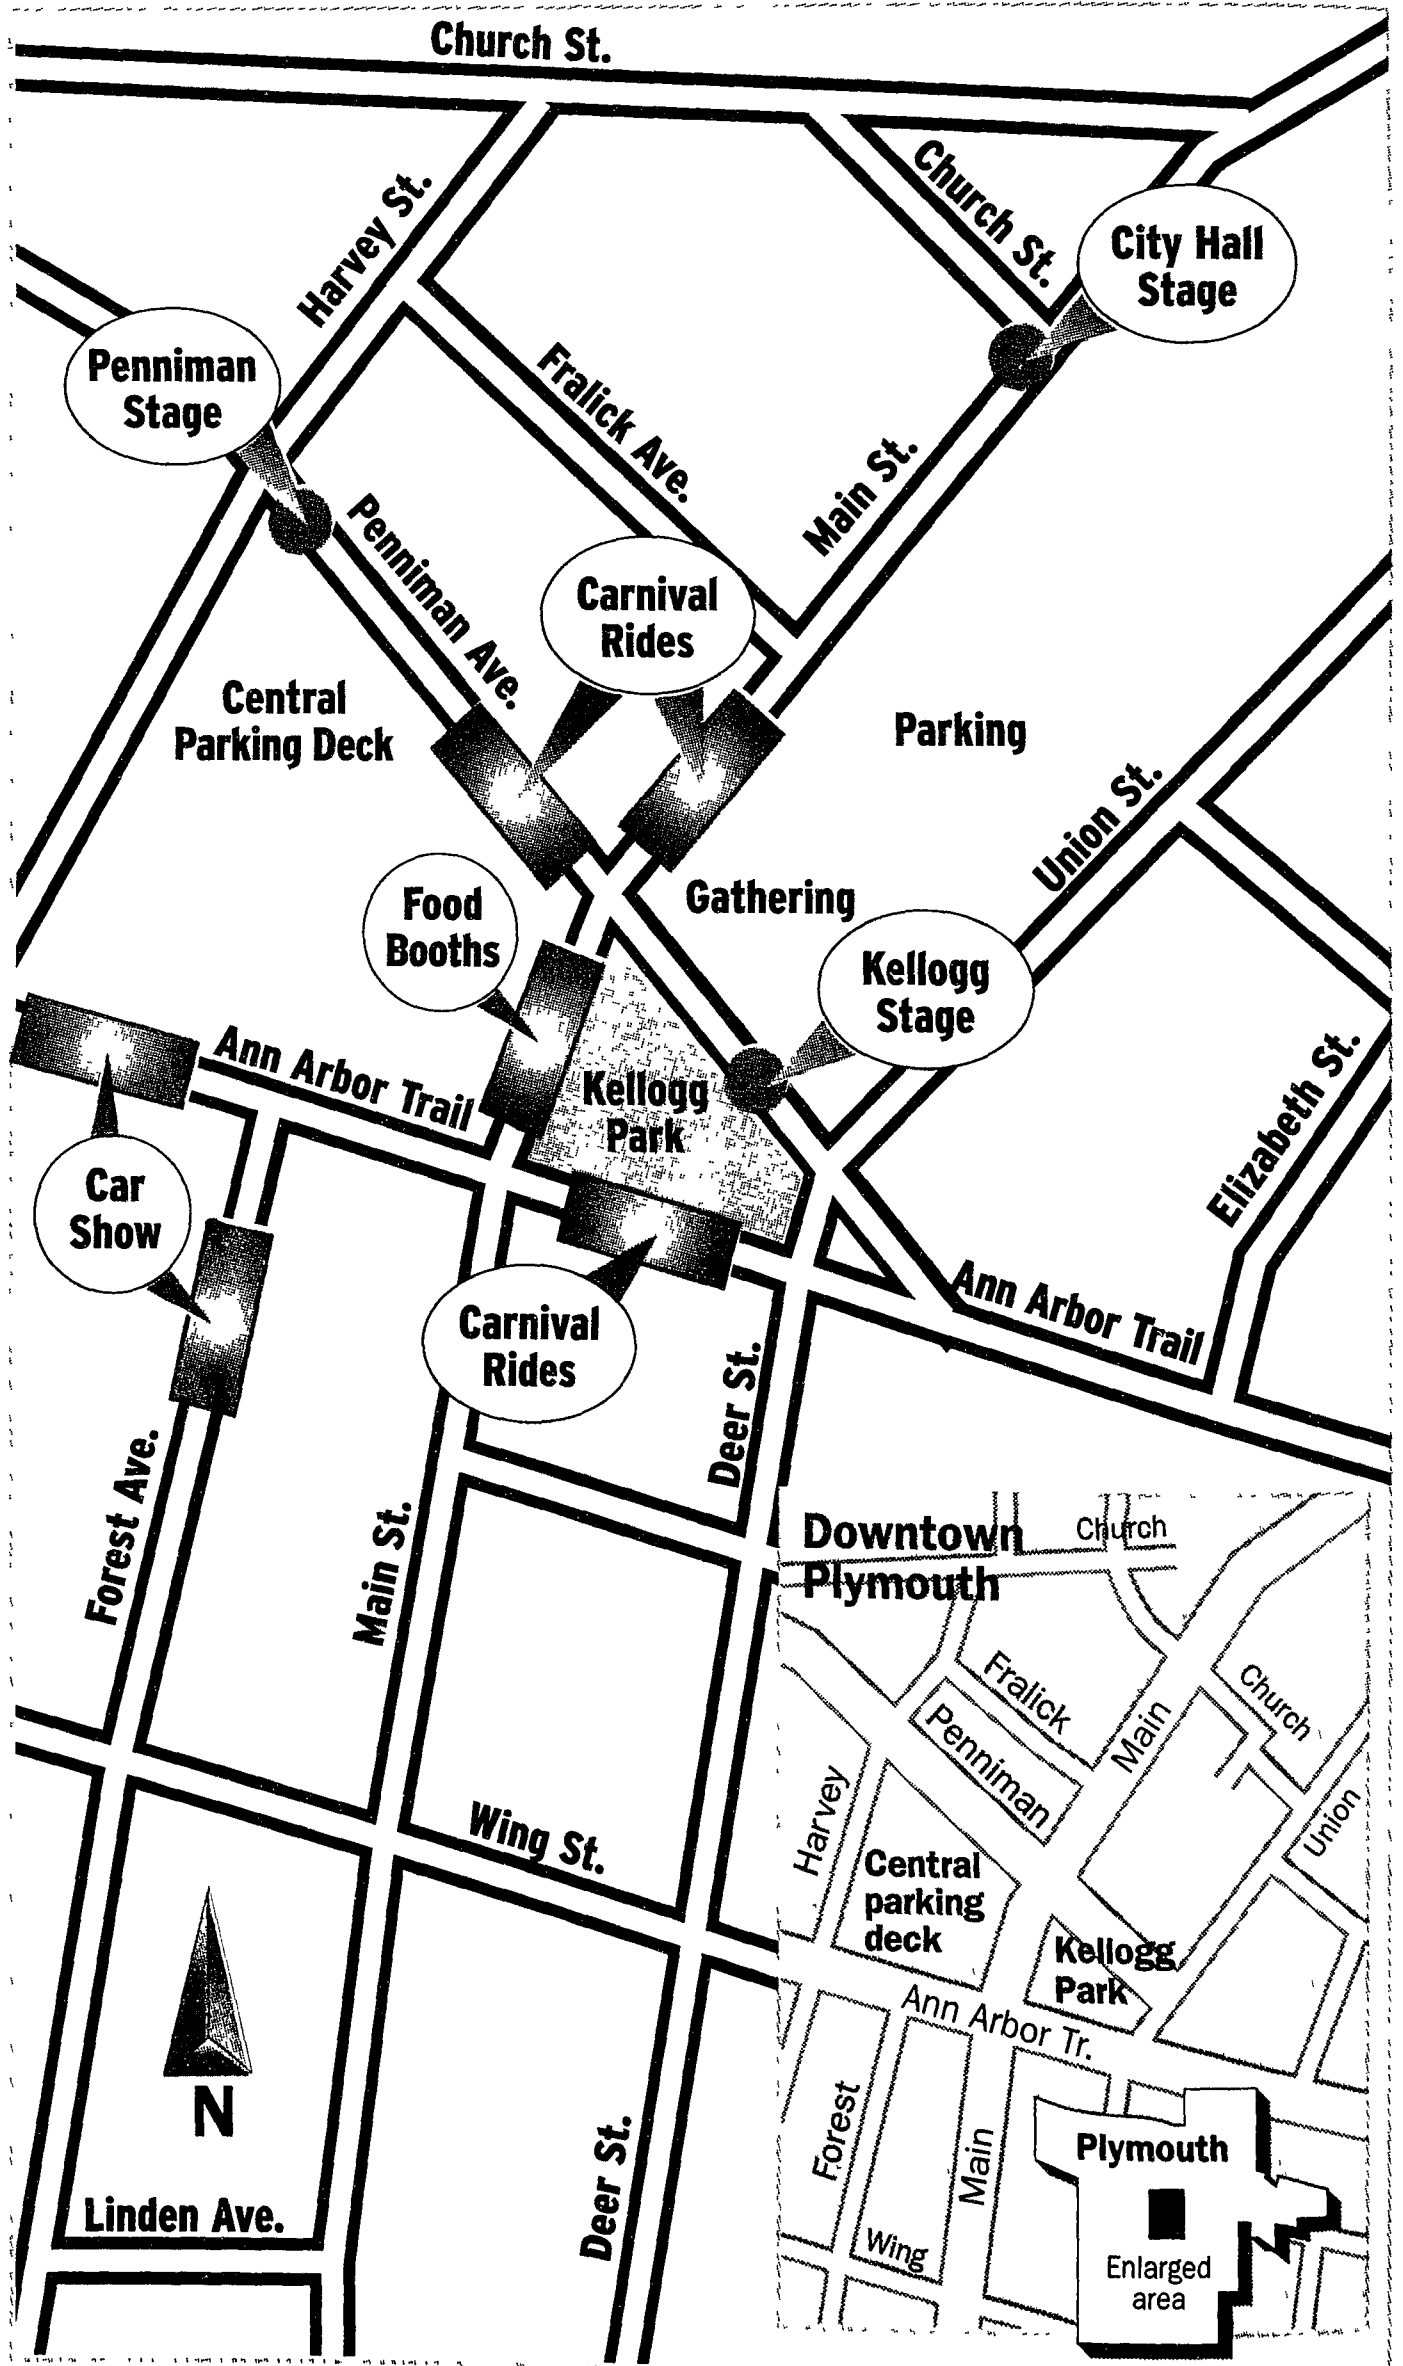 Church St.
Church St.
Harvey St.
City Hall
Stage
Penniman
Stage
Fralick Ave.
Main St.
Penniman Ave.
Carnival
Rides
Central
Parking Deck
Parking
Union St.
Food
Booths
Gathering
Kellogg
Stage
Ann Arbor Trail
Kellogg
Park
Elizabeth St.
Car
Show
Carnival
Rides
Ann Arbor Trail
Deer St.
Forest Ave.
Main St.
Wing St.
N
Linden Ave.
Deer St.
Downtown
Plymouth
Church
Fralick
Church
Penniman
Main
Harvey
Union
Central
parking
deck
Kellogg
Park
Ann Arbor Tr.
Forest
Main
Wing
Plymouth
Enlarged
area